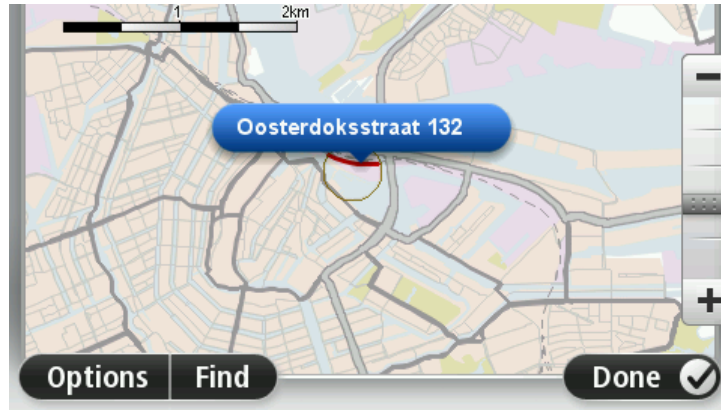 1 2km
Oosterdoksstraat 132
−
+
Options Find Done